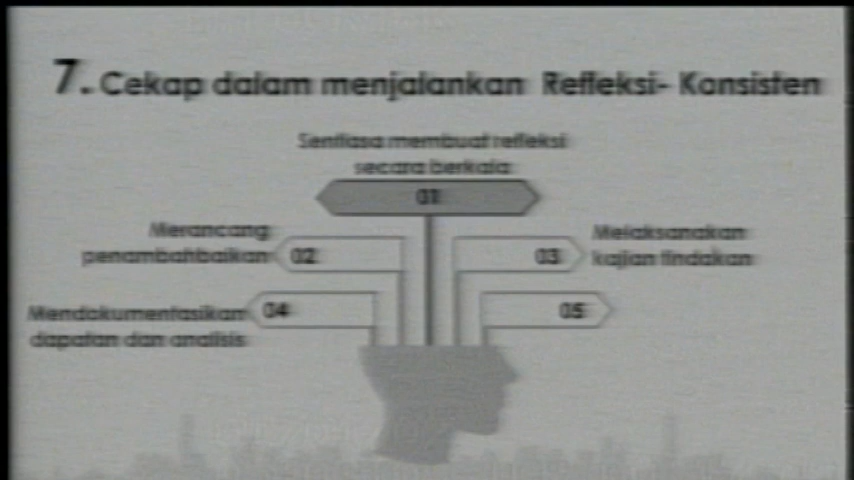 7. Cekap dalam menjalankan Refleksi- Konsisten
Sentiasa membuat refleksi
secara berkala
01
Merancang
penambahbaikan
02
03
Melaksanakan
kajian tindakan
Mendokumentasikan
dapatan dan analisis
04
05